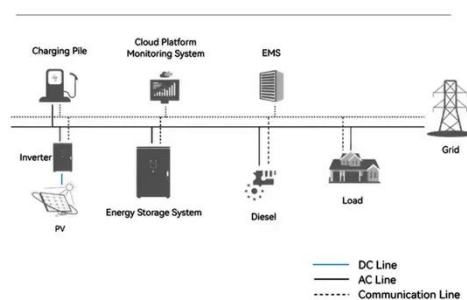 Charging Pile
Cloud Platform
Monitoring System
EMS
Grid
Inverter
PV
Energy Storage System
Diesel
Load
DC Line
AC Line
Communication Line